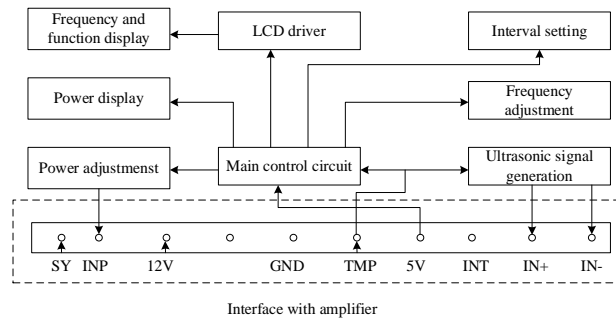 Frequency and
function display
LCD driver
Interval setting
Power display
Frequency
adjustment
Power adjustmenst
Main control circuit
Ultrasonic signal
generation
SY INP 12V GND TMP 5V INT IN+ IN-
Interface with amplifier